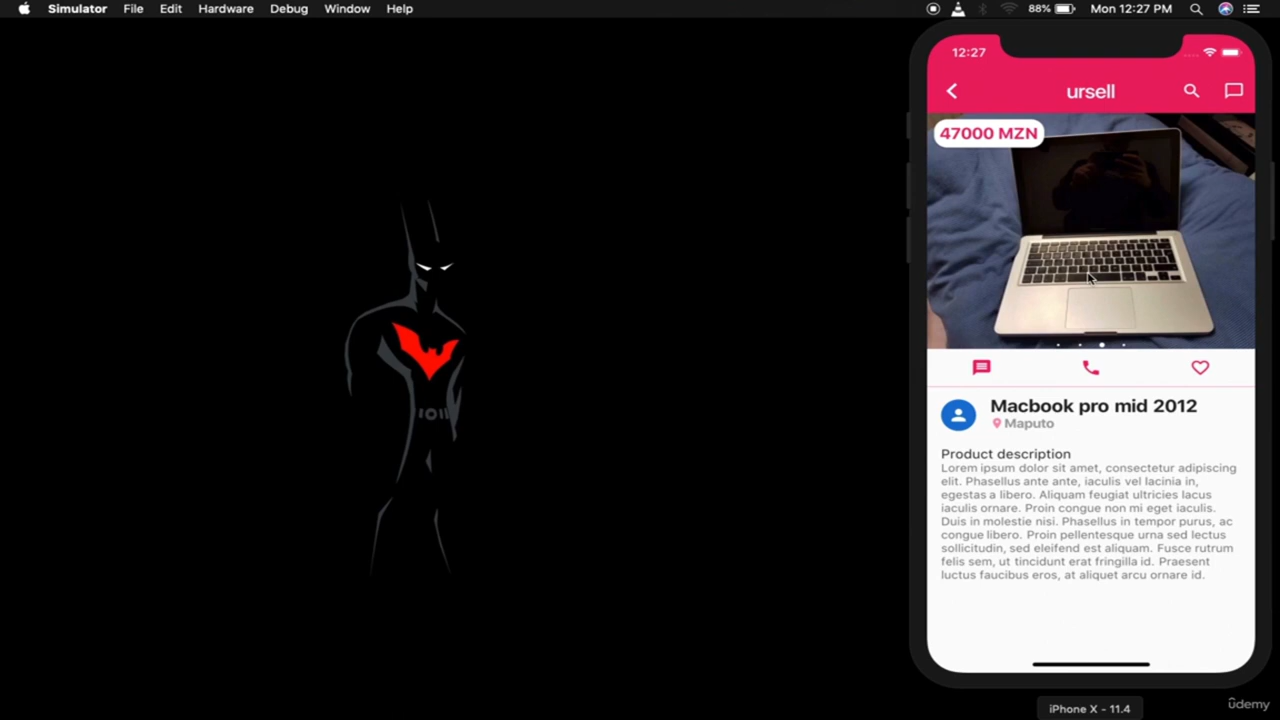 Simulator File Edit Hardware Debug Window Help 88% Mon 12:27 PM
12:27
ursell
47000 MZN
Macbook pro mid 2012
Maputo
Product description
Lorem ipsum dolor sit amet, consectetur adipiscing
elit. Phasellus ante ante, iaculis vel lacinia in,
egestas a libero. Aliquam feugiat ultricies lacus
iaculis ornare. Proin congue non mi eget iaculis.
Duis in molestie nisi. Phasellus in tempor purus, ac
congue libero. Proin pellentesque urna sed lectus
sollicitudin, sed eleifend est aliquam. Fusce rutrum
felis sem, ut tincidunt erat fringilla id. Praesent
luctus faucibus eros, at aliquet arcu ornare id.
iPhone X - 11.4
ûdemy